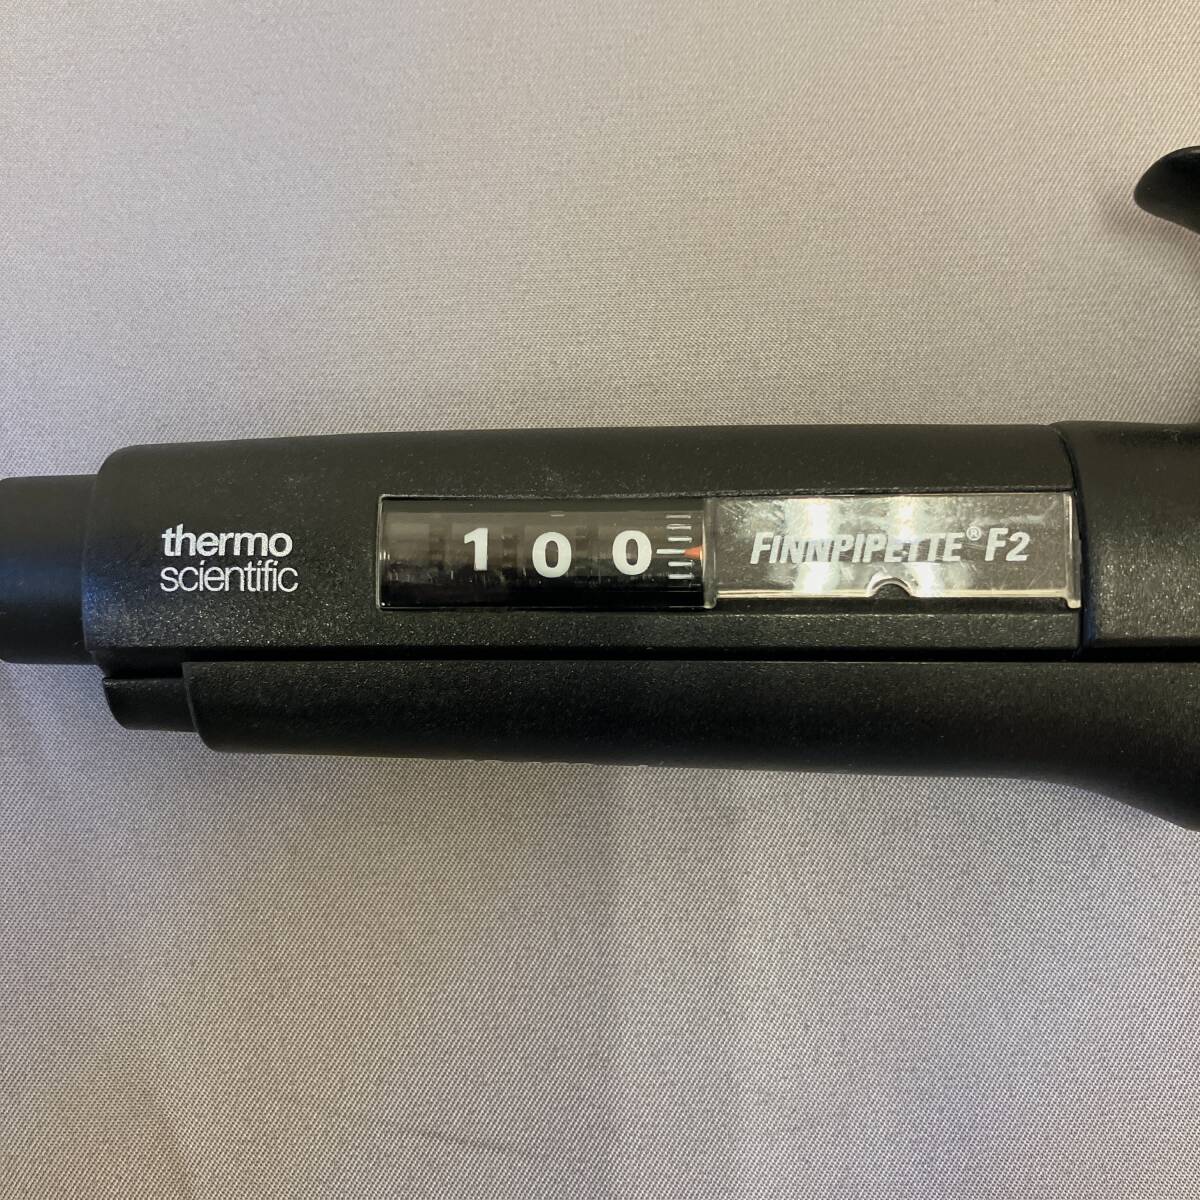 thermo
scientific
100
FINNPIPETTE® F2